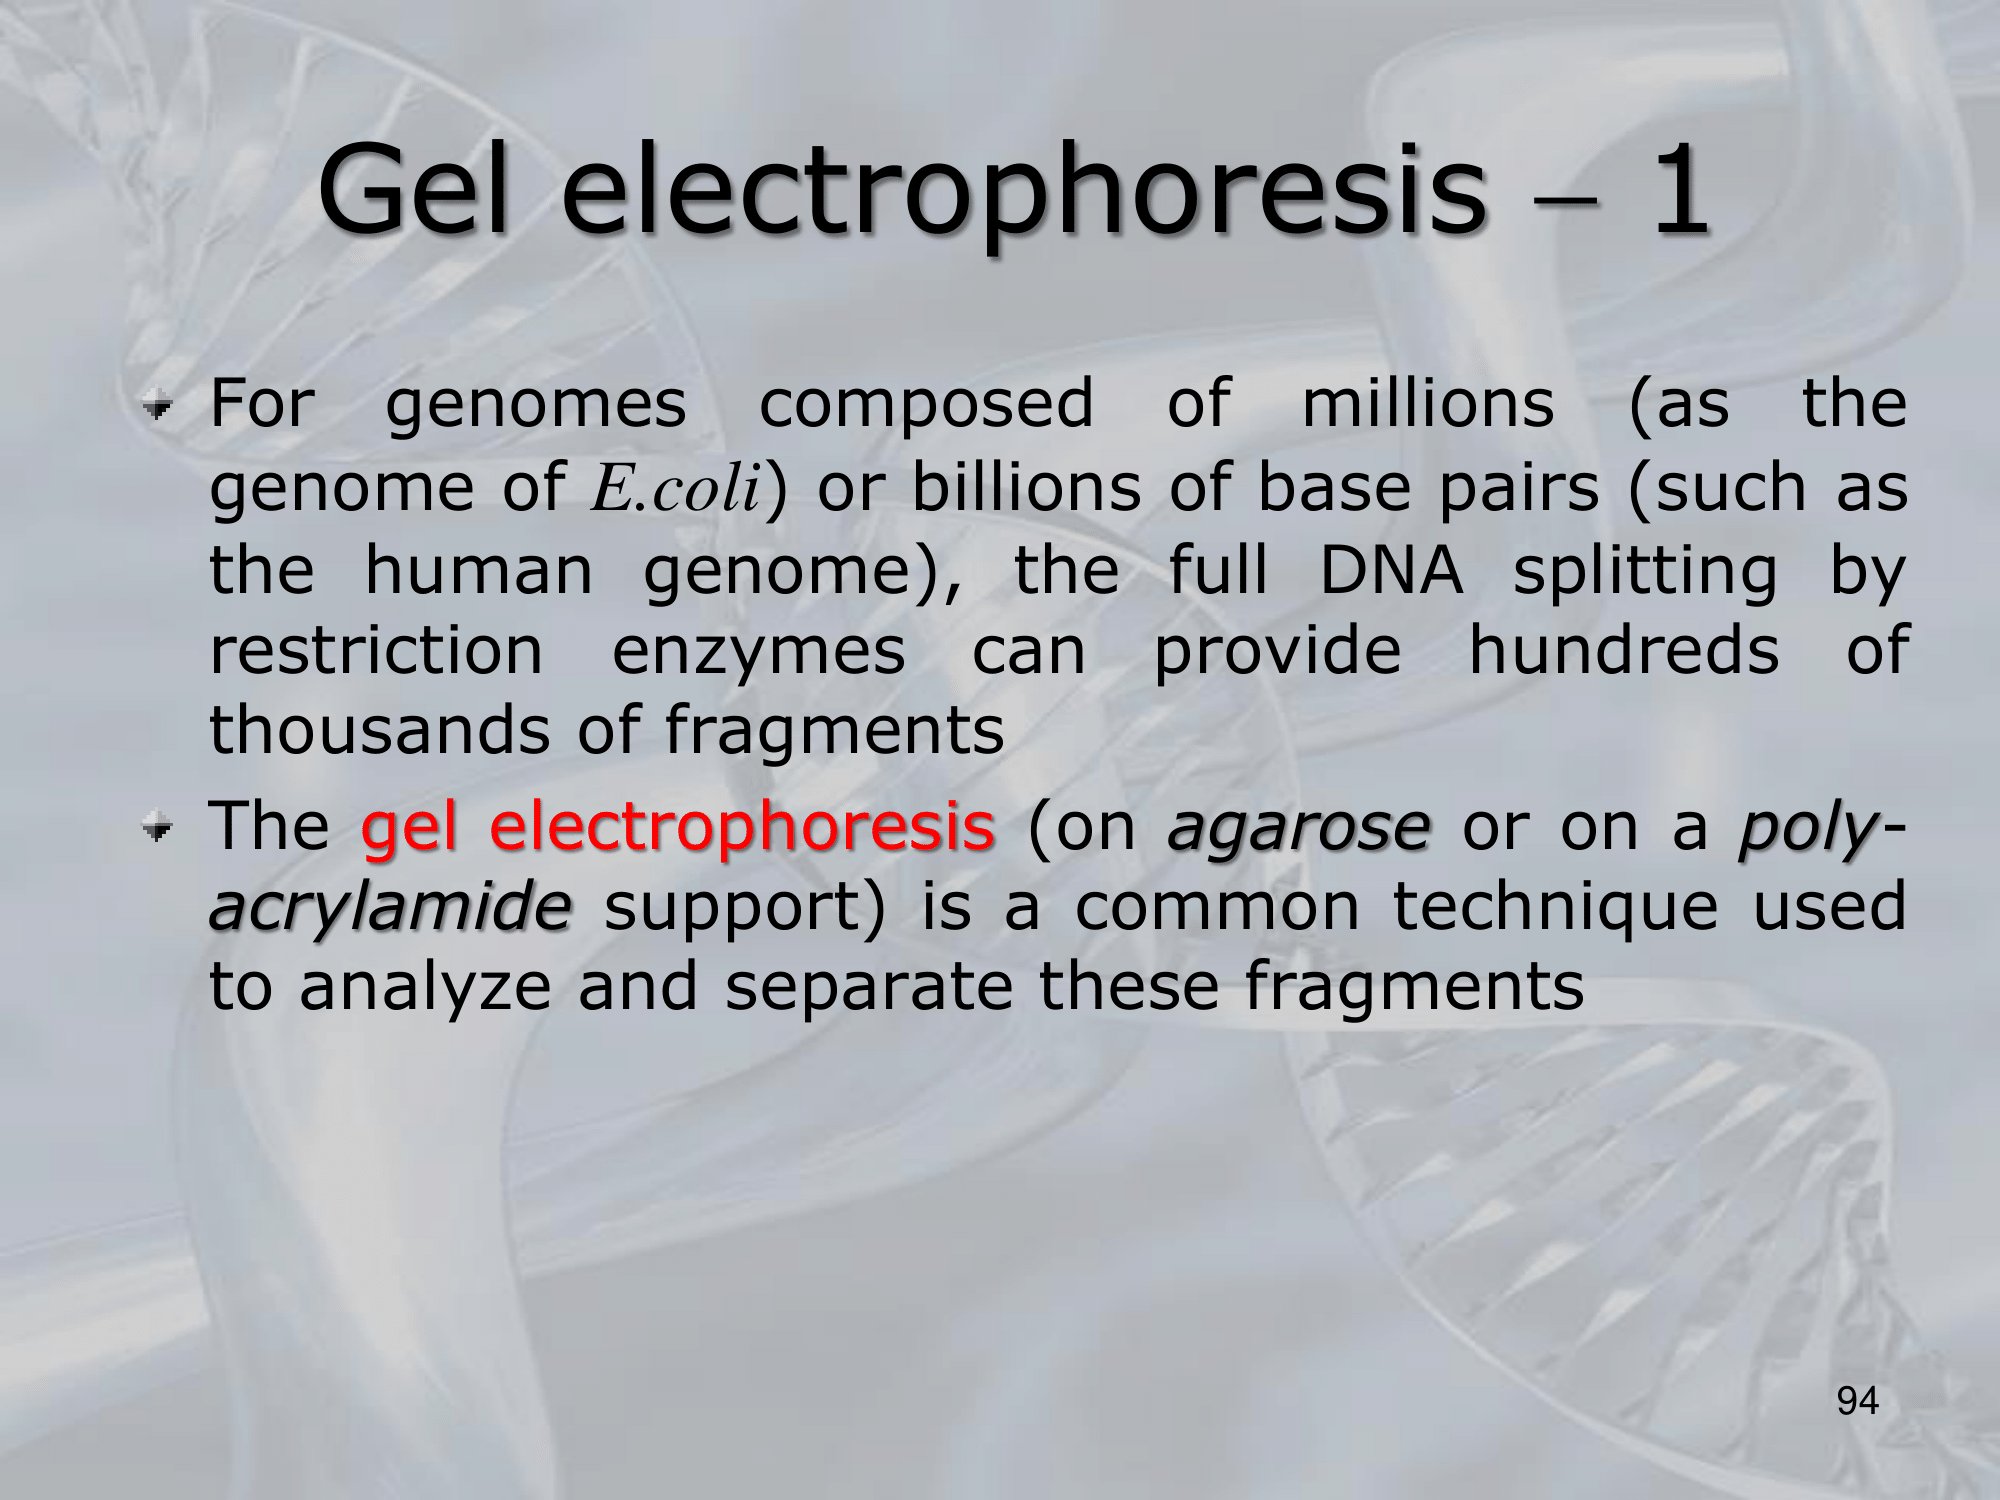 Gel electrophoresis – 1
For genomes composed of millions (as the
genome of E.coli) or billions of base pairs (such as
the human genome), the full DNA splitting by
restriction enzymes can provide hundreds of
thousands of fragments
The gel electrophoresis (on agarose or on a poly-
acrylamide support) is a common technique used
to analyze and separate these fragments
94